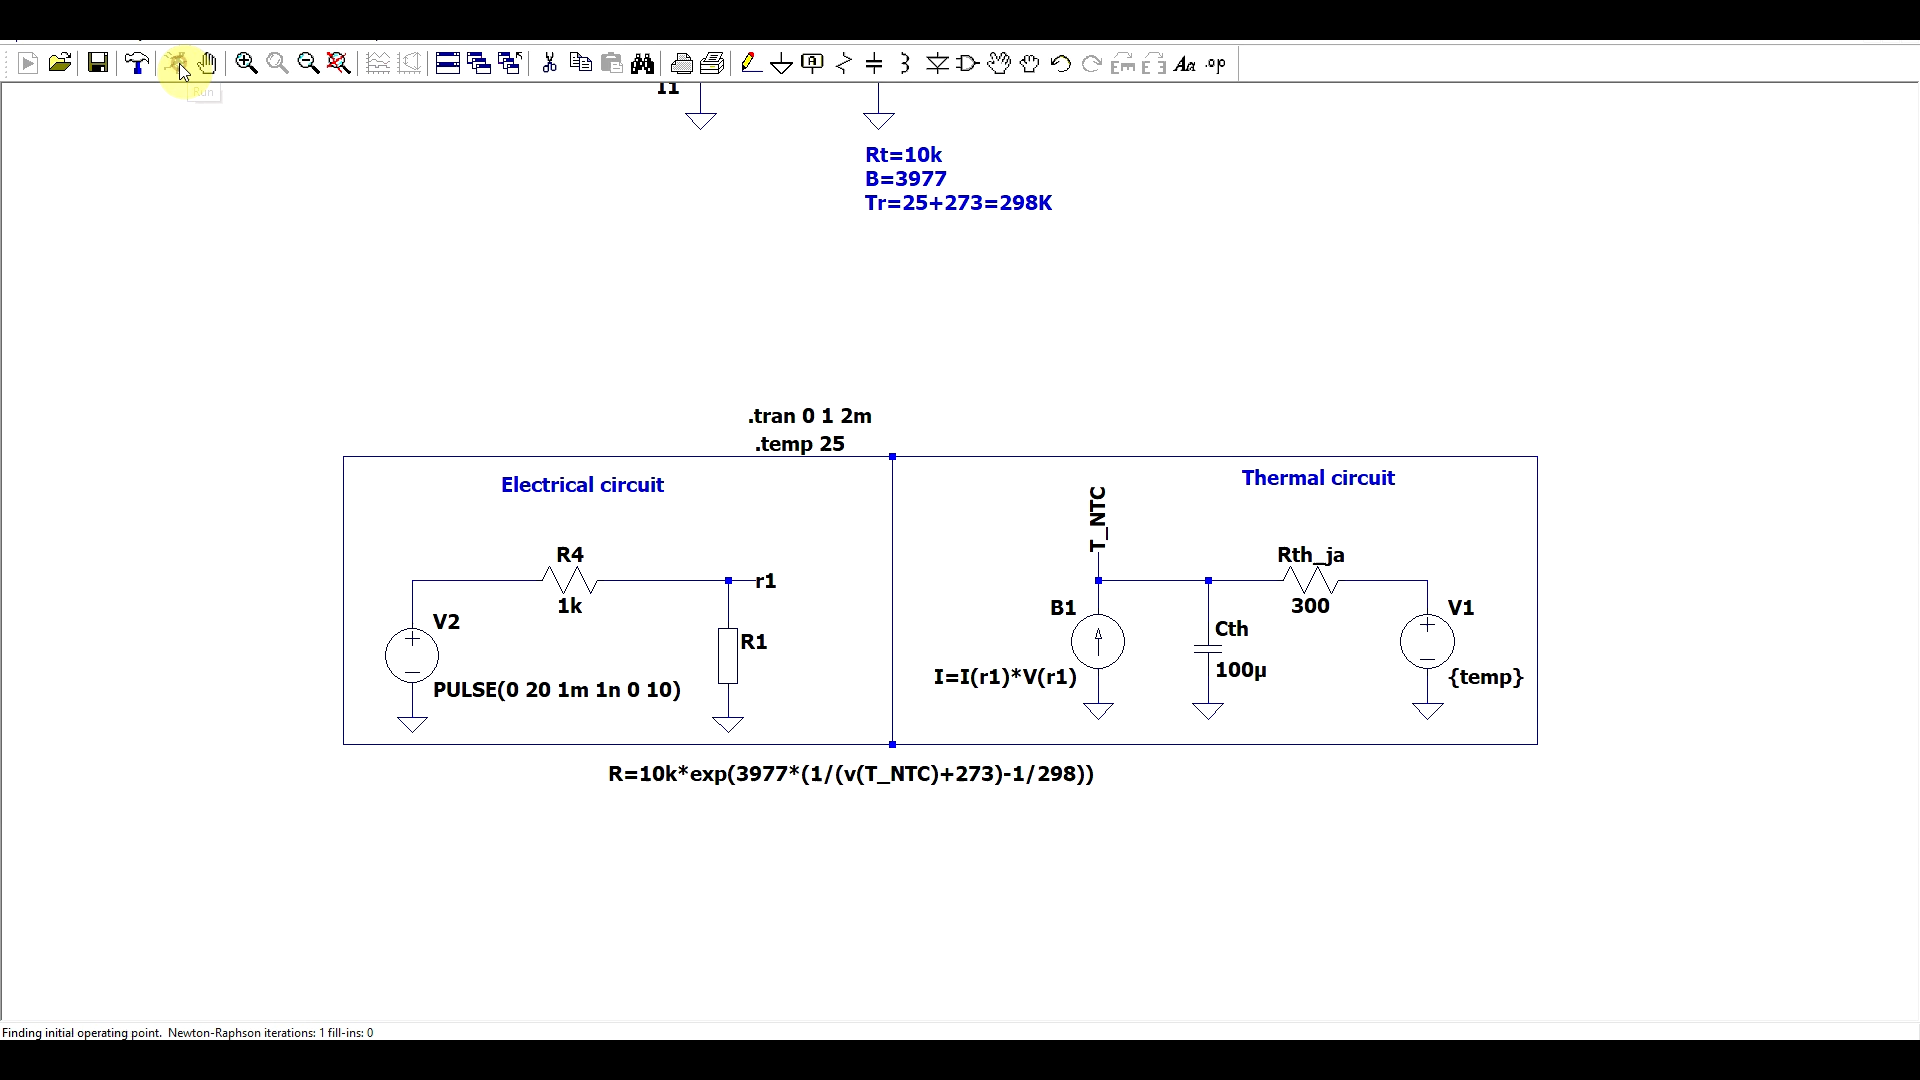 Run
I1
Rt=10k
B=3977
Tr=25+273=298K
.tran 0 1 2m
.temp 25
Electrical circuit
Thermal circuit
T_NTC
R4
1k
r1
V2
R1
PULSE(0 20 1m 1n 0 10)
Rth_ja
300
B1
I=I(r1)*V(r1)
Cth
100µ
V1
{temp}
R=10k*exp(3977*(1/(v(T_NTC)+273)-1/298))
Finding initial operating point. Newton-Raphson iterations: 1 fill-ins: 0